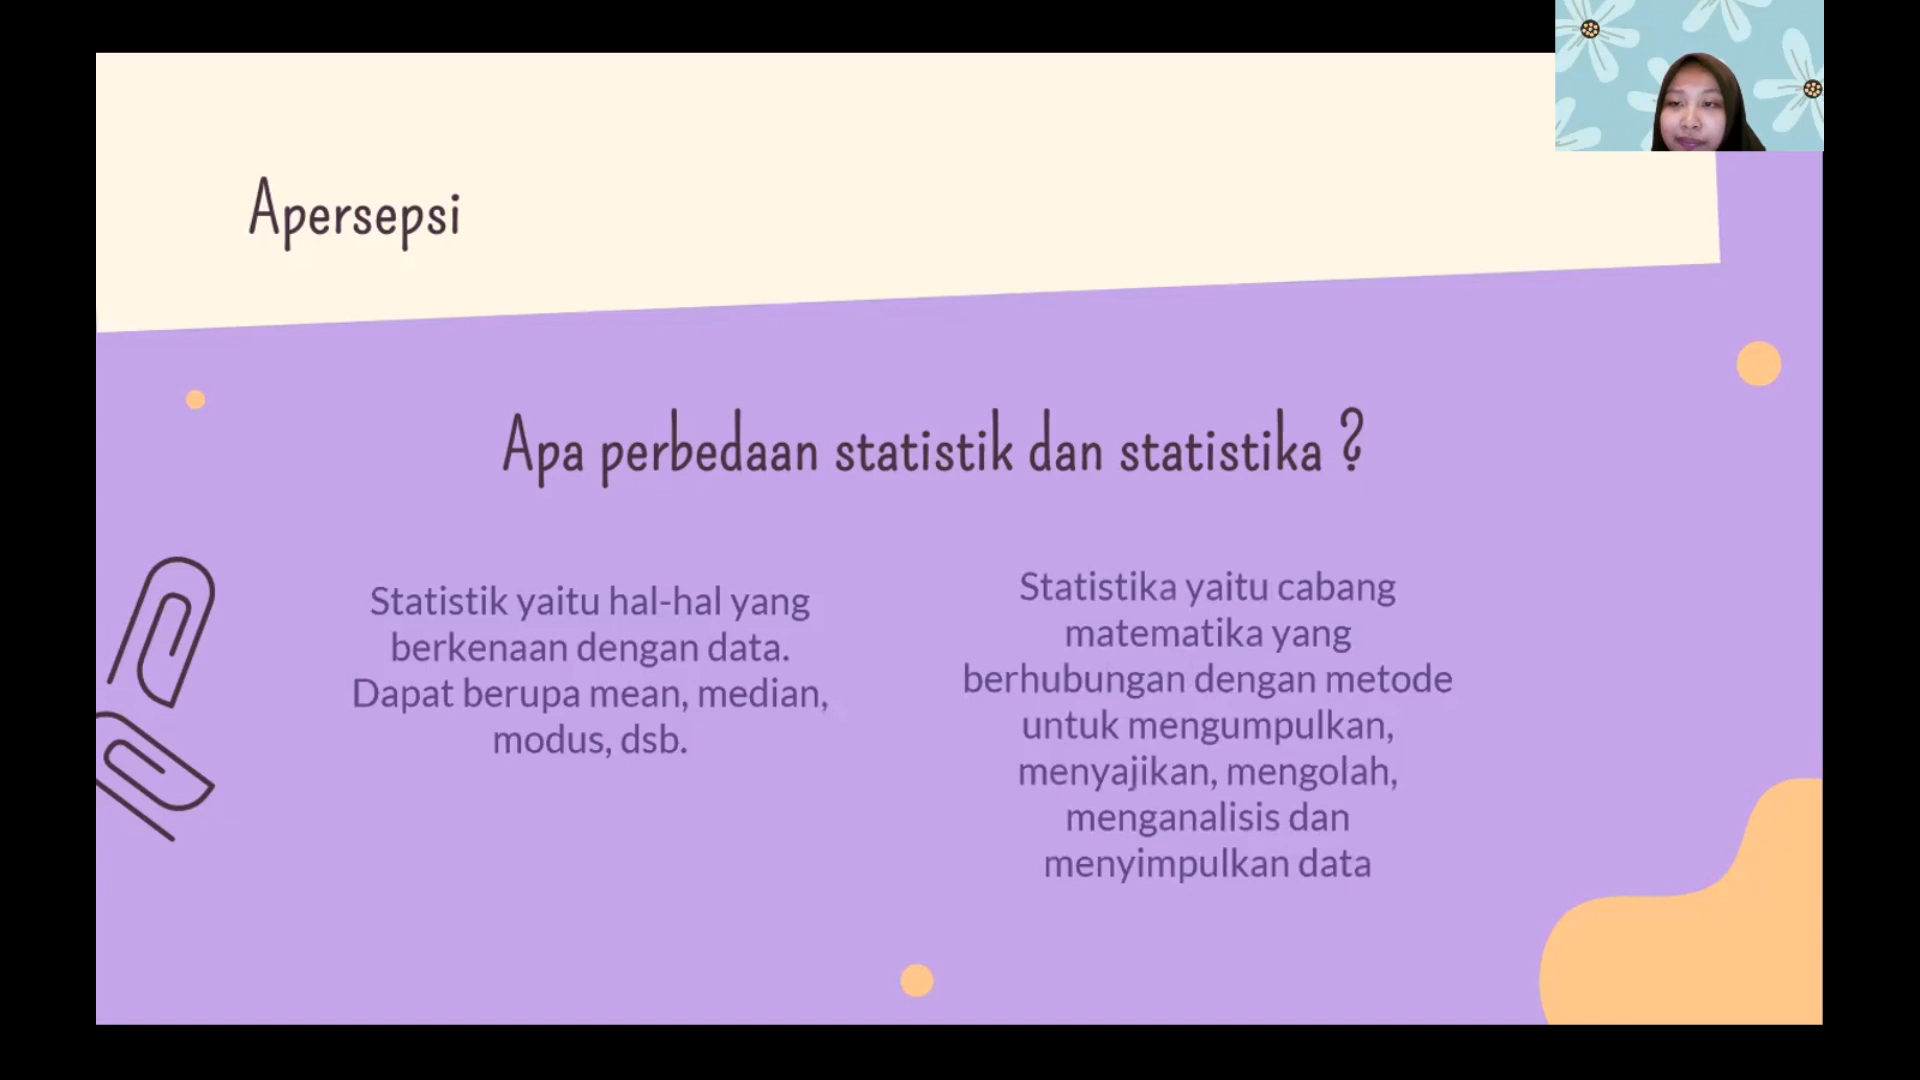 Apersepsi
Apa perbedaan statistik dan statistika ?
Statistik yaitu hal-hal yang
berkenaan dengan data.
Dapat berupa mean, median,
modus, dsb.
Statistika yaitu cabang
matematika yang
berhubungan dengan metode
untuk mengumpulkan,
menyajikan, mengolah,
menganalisis dan
menyimpulkan data